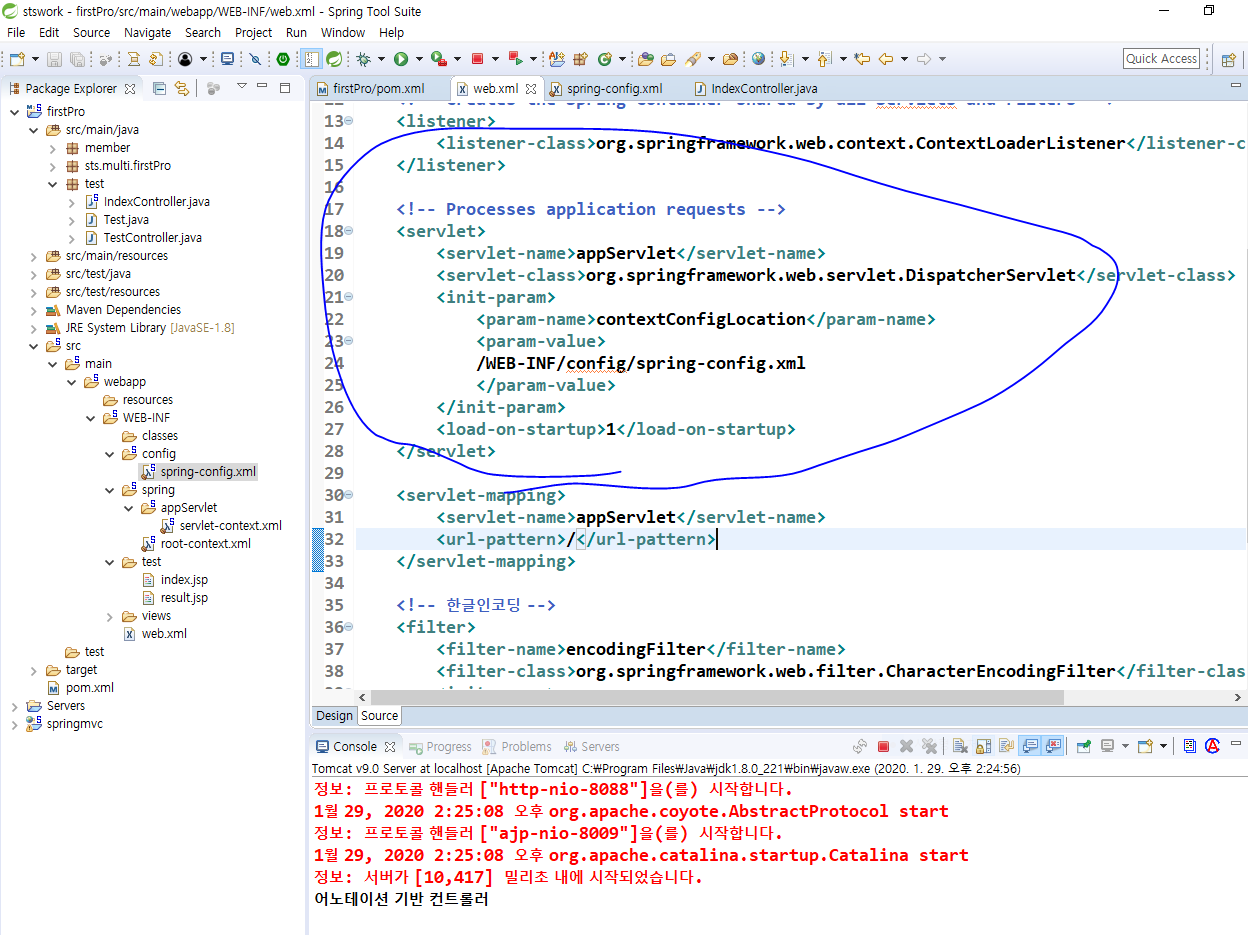 stswork - firstPro/src/main/webapp/WEB-INF/web.xml - Spring Tool Suite
File Edit Source Navigate Search Project Run Window Help
Quick Access
Package Explorer
firstPro
src/main/java
member
sts.multi.firstPro
test
IndexController.java
Test.java
TestController.java
src/main/resources
src/test/java
src/test/resources
Maven Dependencies
JRE System Library [JavaSE-1.8]
src
main
webapp
resources
WEB-INF
classes
config
spring-config.xml
spring
appServlet
servlet-context.xml
root-context.xml
test
index.jsp
result.jsp
views
web.xml
test
target
pom.xml
Servers
springmvc
firstPro/pom.xml web.xml spring-config.xml IndexController.java
13 <listener>
14 <listener-class>org.springframework.web.context.ContextLoaderListener</listener-c
15 </listener>
16
17 <!-- Processes application requests -->
18 <servlet>
19 <servlet-name>appServlet</servlet-name>
20 <servlet-class>org.springframework.web.servlet.DispatcherServlet</servlet-class>
21 <init-param>
22 <param-name>contextConfigLocation</param-name>
23 <param-value>
24 /WEB-INF/config/spring-config.xml
25 </param-value>
26 </init-param>
27 <load-on-startup>1</load-on-startup>
28 </servlet>
29
30 <servlet-mapping>
31 <servlet-name>appServlet</servlet-name>
32 <url-pattern>/</url-pattern>
33 </servlet-mapping>
34
35 <!-- 한글인코딩 -->
36 <filter>
37 <filter-name>encodingFilter</filter-name>
38 <filter-class>org.springframework.web.filter.CharacterEncodingFilter</filter-clas
Design Source
Console Progress Problems Servers
Tomcat v9.0 Server at localhost [Apache Tomcat] C:₩Program Files₩Java₩jdk1.8.0_221₩bin₩javaw.exe (2020. 1. 29. 오후 2:24:56)
정보: 프로토콜 핸들러 ["http-nio-8088"]을(를) 시작합니다.
1월 29, 2020 2:25:08 오후 org.apache.coyote.AbstractProtocol start
정보: 프로토콜 핸들러 ["ajp-nio-8009"]을(를) 시작합니다.
1월 29, 2020 2:25:08 오후 org.apache.catalina.startup.Catalina start
정보: 서버가 [10,417] 밀리초 내에 시작되었습니다.
어노테이션 기반 컨트롤러